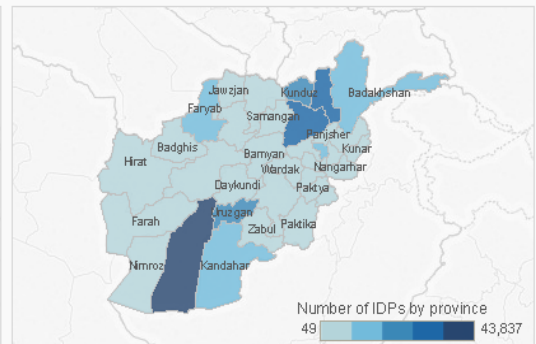 Jawzjan
Kunduz
Badakhshan
Faryab
Samangan
Panjsher
Badghis
Kunar
Hirat
Bamyan
Wardak
Nangarhar
Daykundi
Paktya
Uruzgan
Farah
Zabul
Paktika
Nimroz
Kandahar
Number of IDPs by province
49
43,837